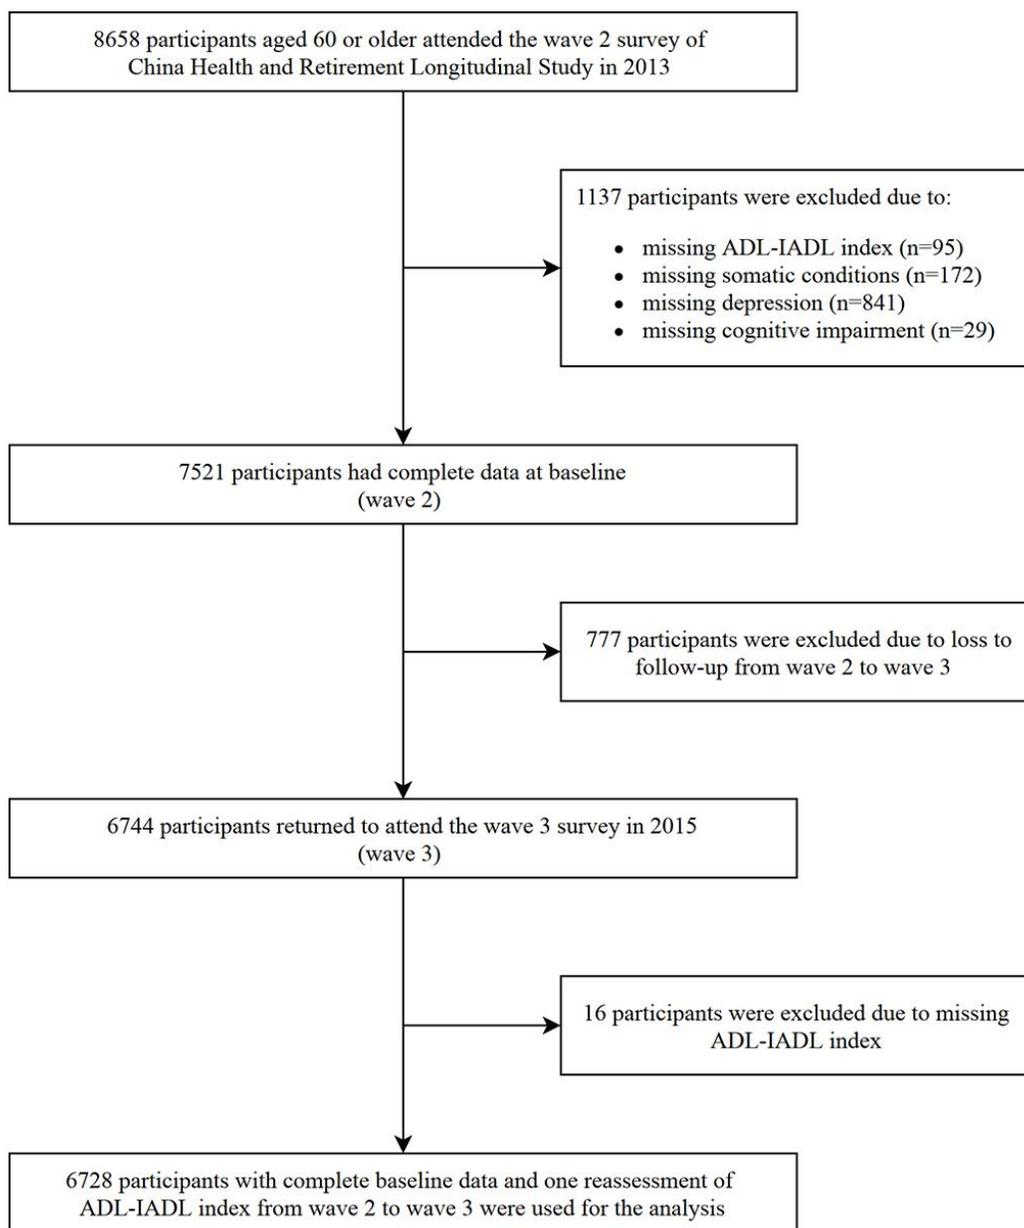 8658 participants aged 60 or older attended the wave 2 survey of
China Health and Retirement Longitudinal Study in 2013
1137 participants were excluded due to:
• missing ADL-IADL index (n=95)
• missing somatic conditions (n=172)
• missing depression (n=841)
• missing cognitive impairment (n=29)
7521 participants had complete data at baseline
(wave 2)
777 participants were excluded due to loss to
follow-up from wave 2 to wave 3
6744 participants returned to attend the wave 3 survey in 2015
(wave 3)
16 participants were excluded due to missing
ADL-IADL index
6728 participants with complete baseline data and one reassessment of
ADL-IADL index from wave 2 to wave 3 were used for the analysis